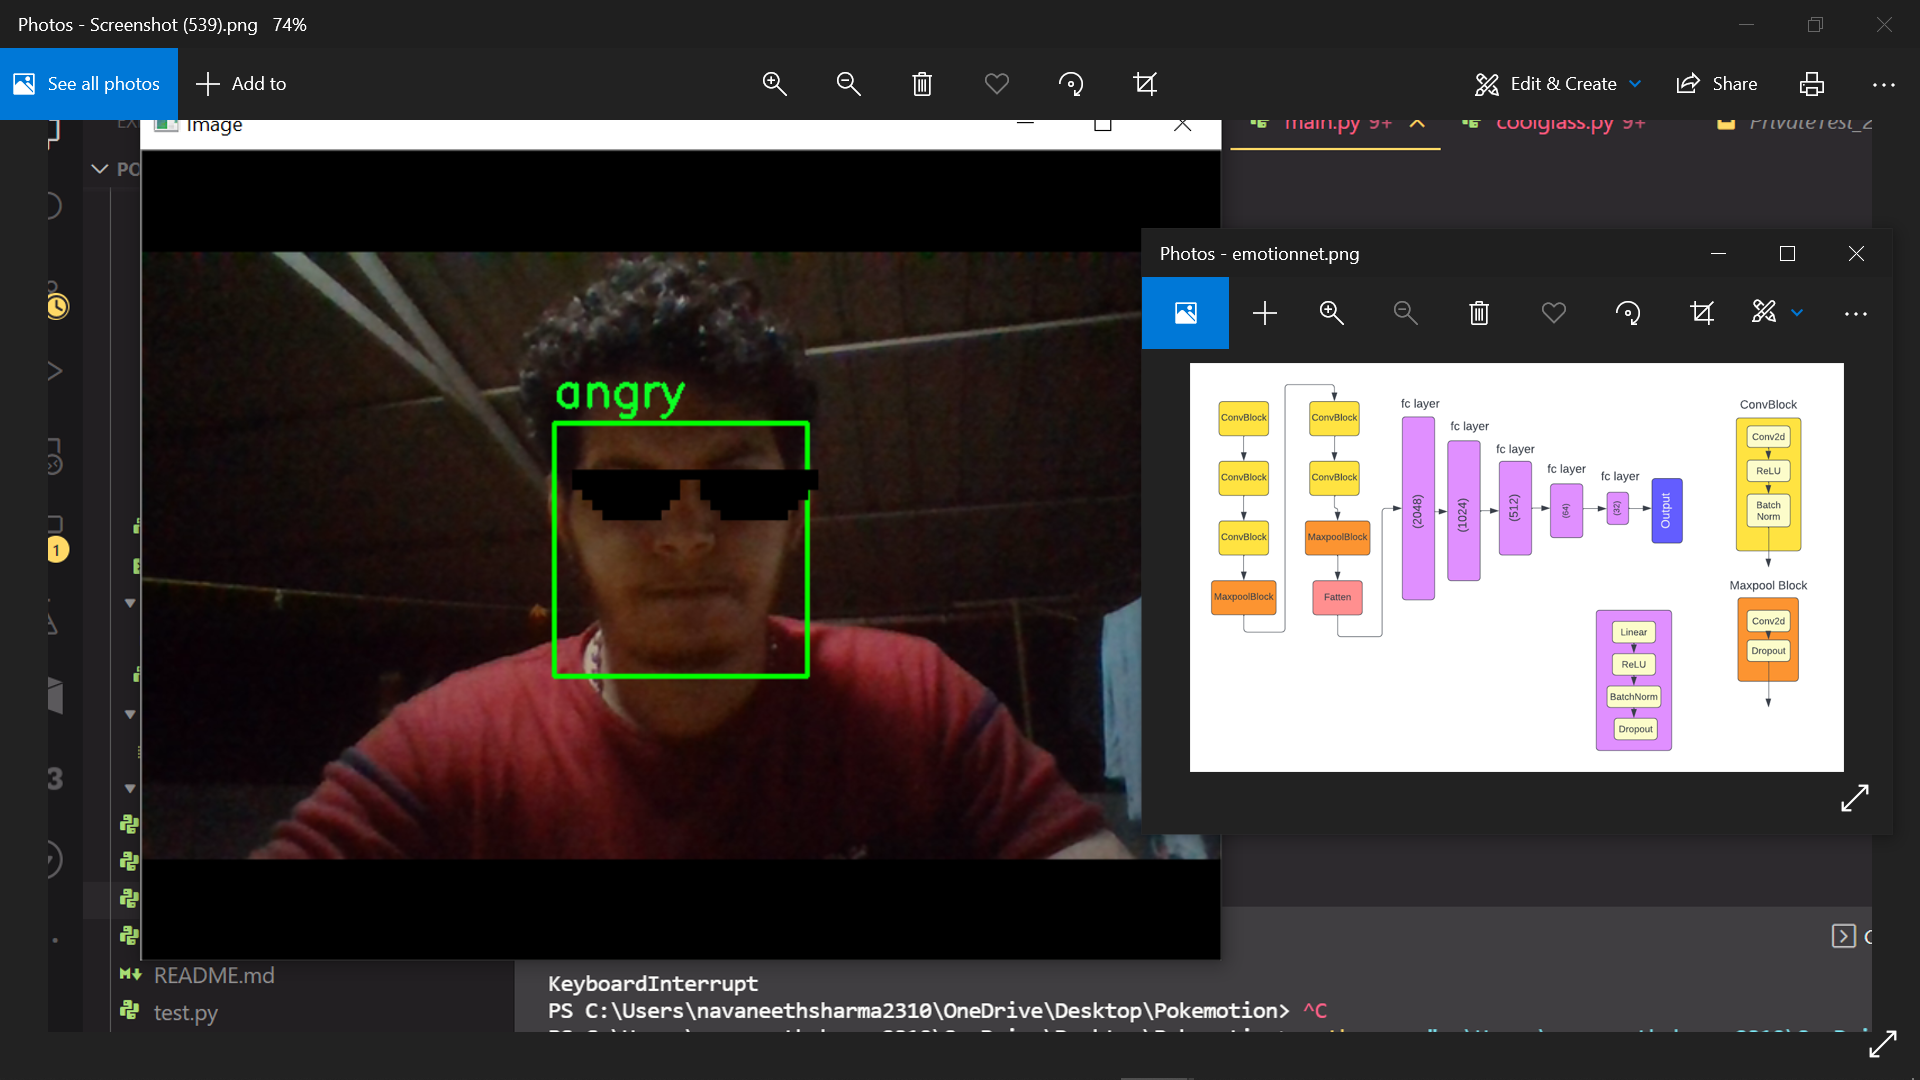 Photos - Screenshot (539).png 74%
See all photos
Add to
Edit & Create
Share
Image
main.py 9+
coolglass.py 9+
PrivateTest_2
PO
angry
Photos - emotionnet.png
ConvBlock
ConvBlock
ConvBlock
MaxpoolBlock
ConvBlock
ConvBlock
MaxpoolBlock
Fatten
fc layer
(2048)
fc layer
(1024)
fc layer
(512)
fc layer
(64)
fc layer
(32)
Output
ConvBlock
Conv2d
ReLU
Batch
Norm
Maxpool Block
Conv2d
Dropout
Linear
ReLU
BatchNorm
Dropout
1
3
README.md
test.py
KeyboardInterrupt
PS C:\Users\navaneethsharma2310\OneDrive\Desktop\Pokemotion> ^C